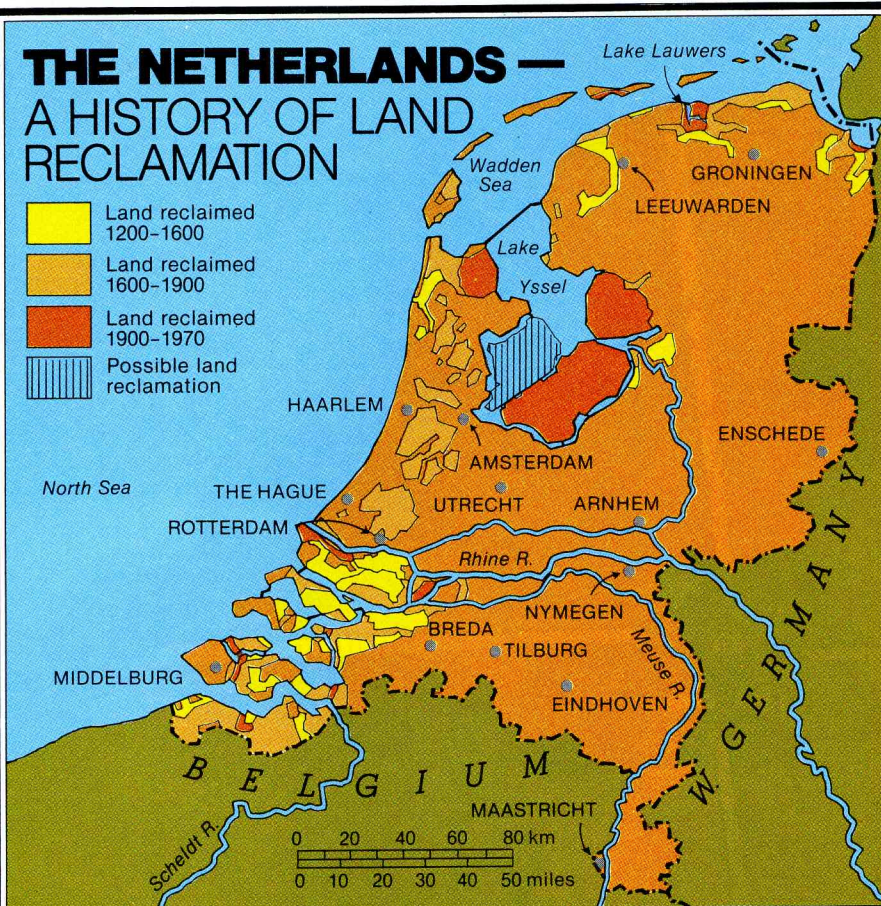 THE NETHERLANDS —
A HISTORY OF LAND
RECLAMATION
Land reclaimed
1200–1600
Land reclaimed
1600–1900
Land reclaimed
1900–1970
Possible land
reclamation
Lake Lauwers
Wadden
Sea
GRONINGEN
LEEUWARDEN
Lake
Yssel
HAARLEM
AMSTERDAM
ENSCHEDE
North Sea
THE HAGUE
UTRECHT
ARNHEM
ROTTERDAM
Rhine R.
NYMEGEN
BREDA
TILBURG
Meuse R.
MIDDELBURG
EINDHOVEN
W. GERMANY
BELGIUM
MAASTRICHT
Scheldt R.
0 20 40 60 80 km
0 10 20 30 40 50 miles